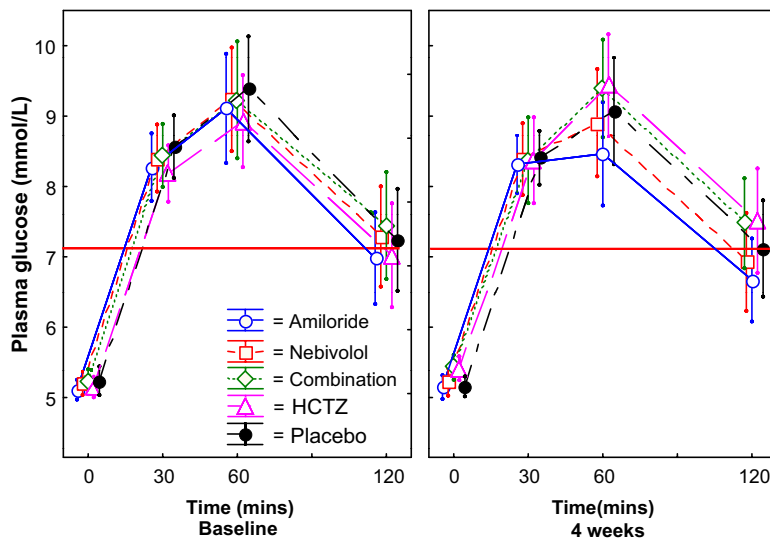 Plasma glucose (mmol/L)
10
9
8
7
6
5
= Amiloride
= Nebivolol
= Combination
= HCTZ
= Placebo
0 30 60 120
Time (mins)
Baseline
0 30 60 120
Time(mins)
4 weeks